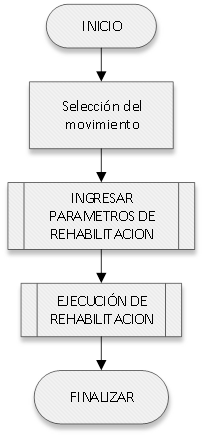 INICIO
Selección del
movimiento
INGRESAR
PARAMETROS DE
REHABILITACION
EJECUCIÓN DE
REHABILITACION
FINALIZAR